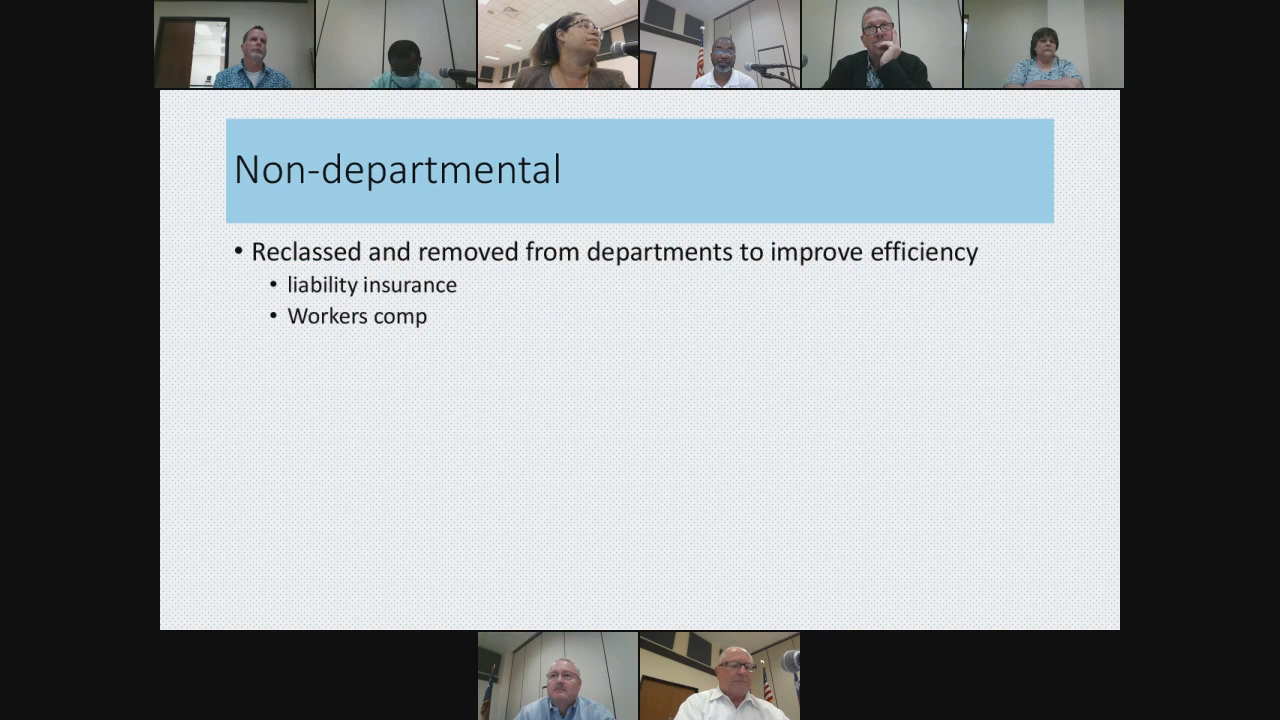 Non-departmental
• Reclassed and removed from departments to improve efficiency
• liability insurance
• Workers comp